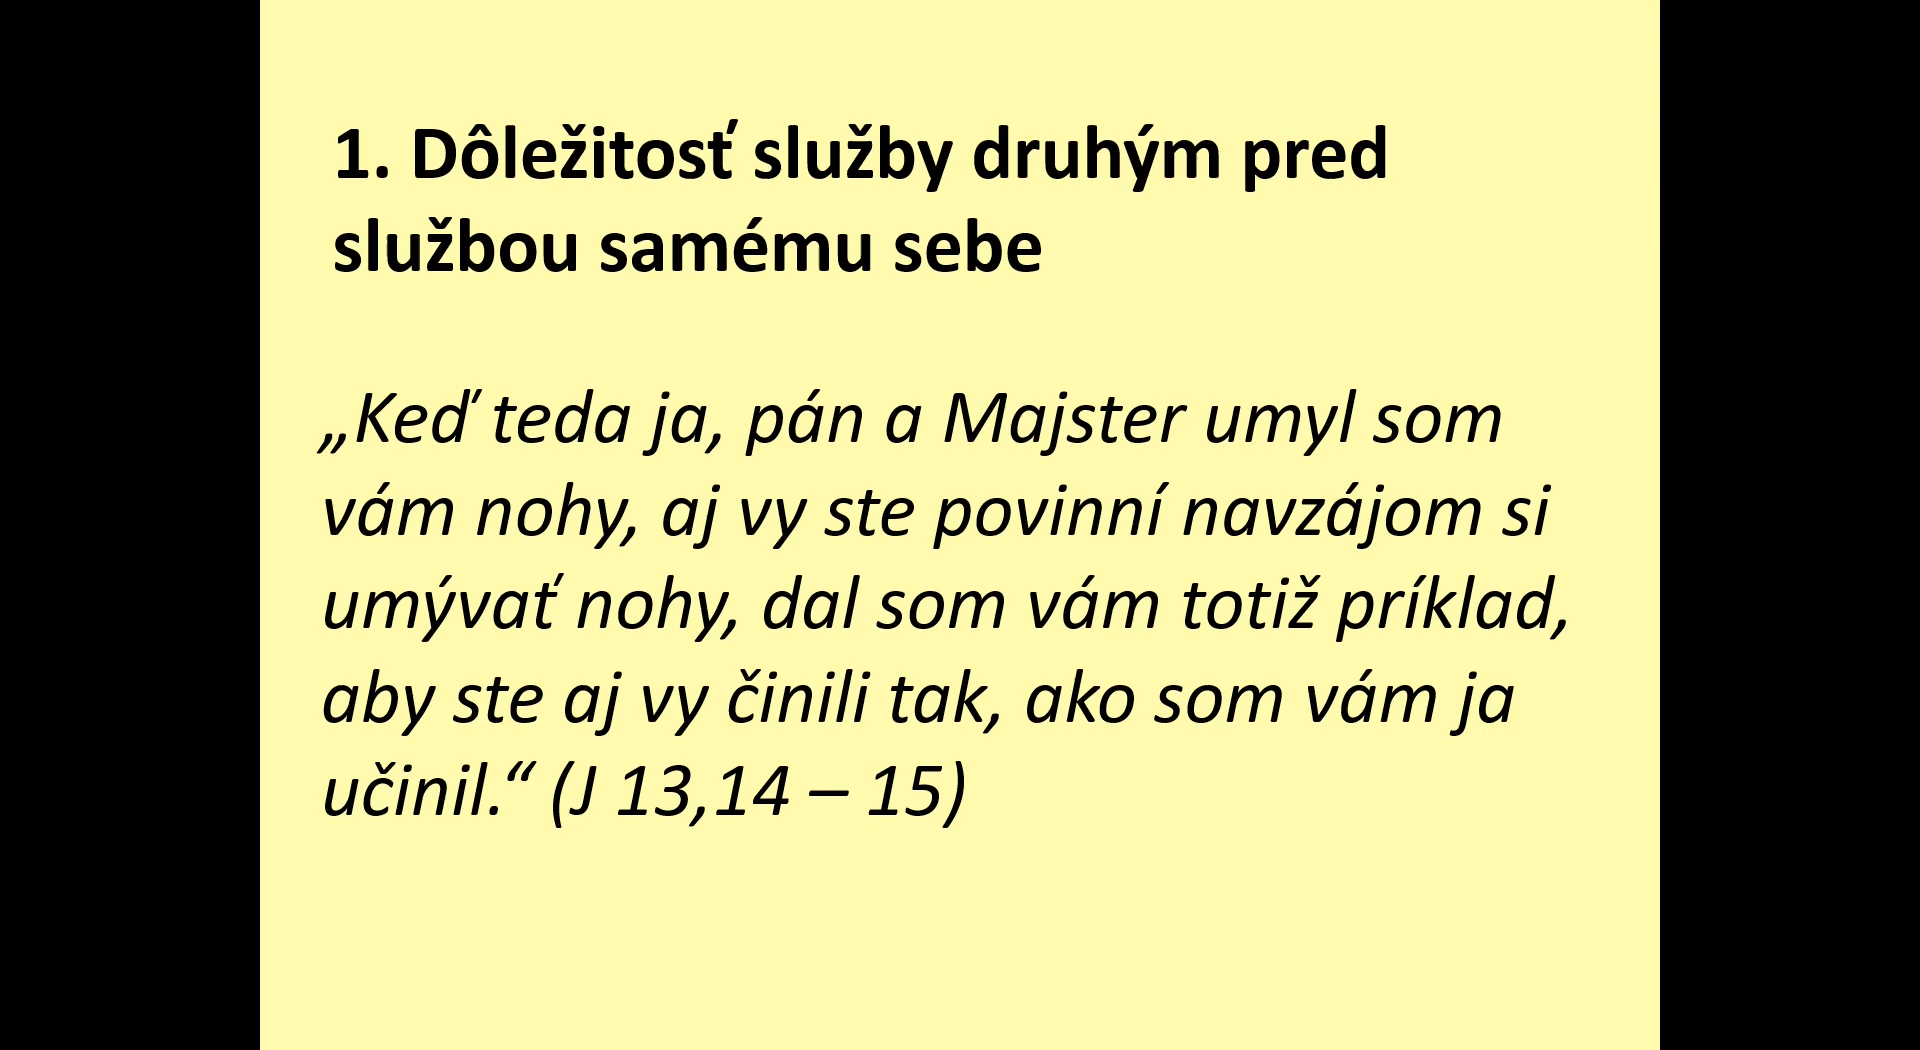 1. Dôležitosť služby druhým pred
službou samému sebe
„Keď teda ja, pán a Majster umyl som
vám nohy, aj vy ste povinní navzájom si
umývať nohy, dal som vám totiž príklad,
aby ste aj vy činili tak, ako som vám ja
učinil.“ (J 13,14 – 15)